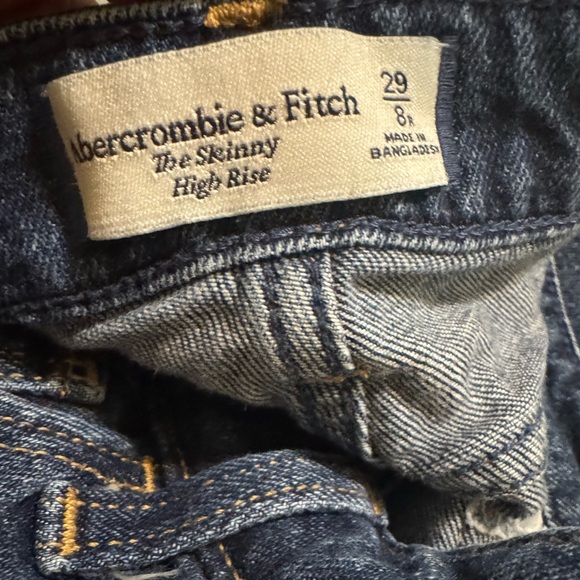 Abercrombie & Fitch
The Skinny
High Rise
29
8R
MADE IN
BANGLADESH